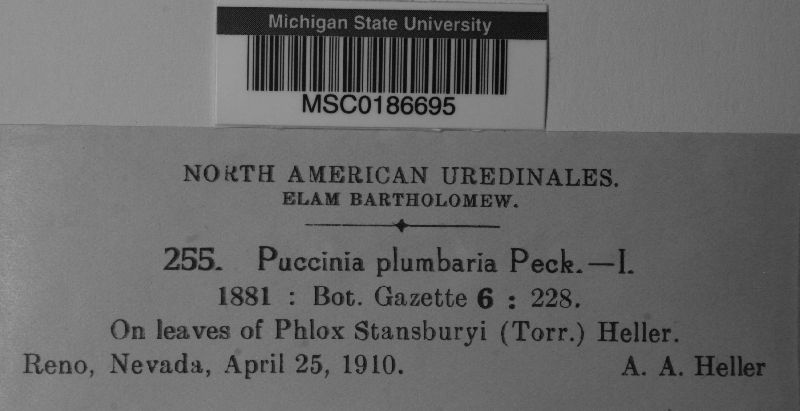 Michigan State University
MSC0186695
NORTH AMERICAN UREDINALES.
ELAM BARTHOLOMEW.
255. Puccinia plumbaria Peck.—I.
1881 : Bot. Gazette 6 : 228.
On leaves of Phlox Stansburyi (Torr.) Heller.
Reno, Nevada, April 25, 1910. A. A. Heller